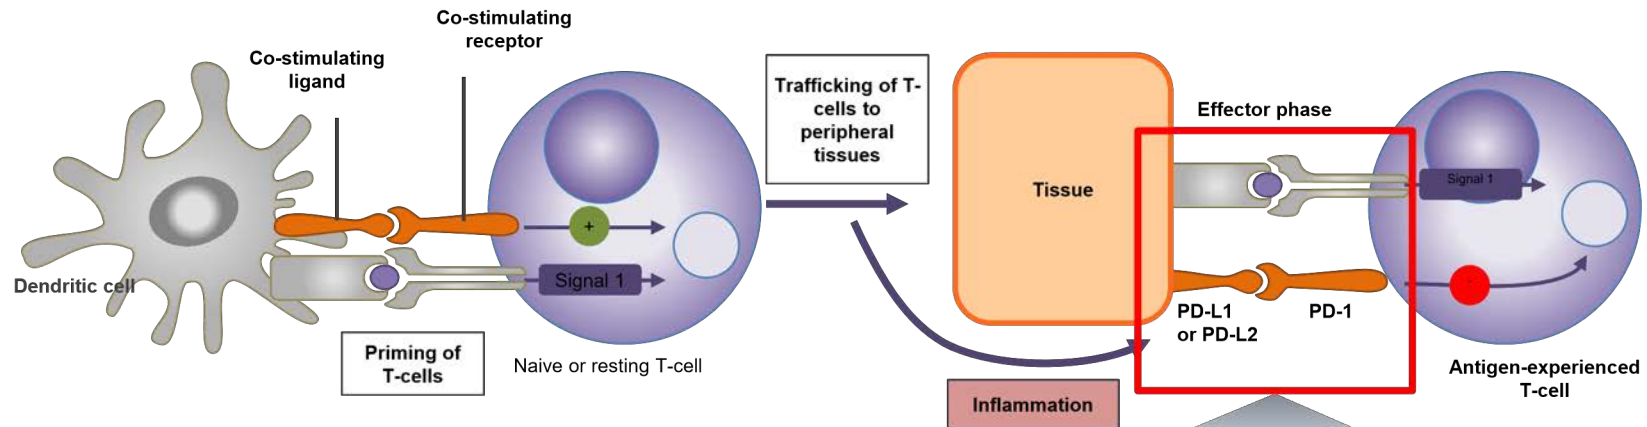 Co-stimulating
ligand
Co-stimulating
receptor
Dendritic cell
+
Signal 1
Priming of
T-cells
Naive or resting T-cell
Trafficking of T-
cells to
peripheral
tissues
Inflammation
Tissue
Effector phase
Signal 1
-
PD-L1
or PD-L2
PD-1
Antigen-experienced
T-cell